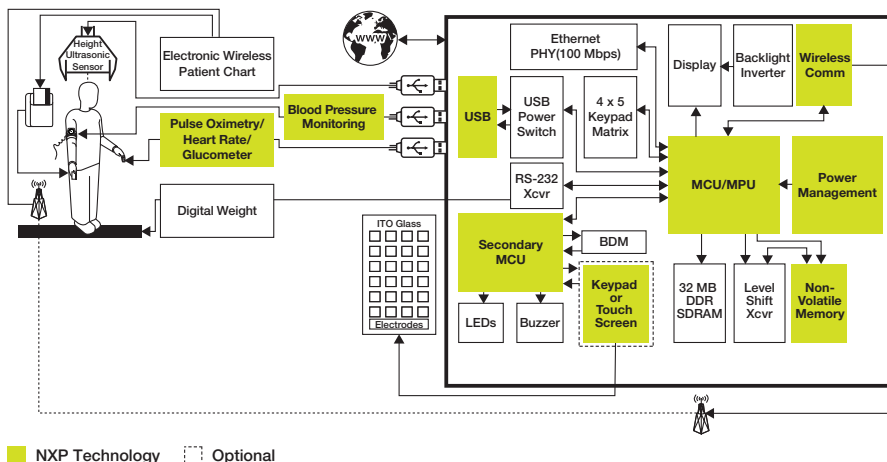 Height
Ultrasonic
Sensor
Electronic Wireless
Patient Chart
WWW
Ethernet
PHY(100 Mbps)
Display
Backlight
Inverter
Wireless
Comm
Pulse Oximetry/
Heart Rate/
Glucometer
Blood Pressure
Monitoring
USB
USB
Power
Switch
4 x 5
Keypad
Matrix
MCU/MPU
Power
Management
RS-232
Xcvr
Digital Weight
ITO Glass
Electrodes
Secondary
MCU
BDM
Keypad
or
Touch
Screen
LEDs
Buzzer
32 MB
DDR
SDRAM
Level
Shift
Xcvr
Non-
Volatile
Memory
NXP Technology
Optional